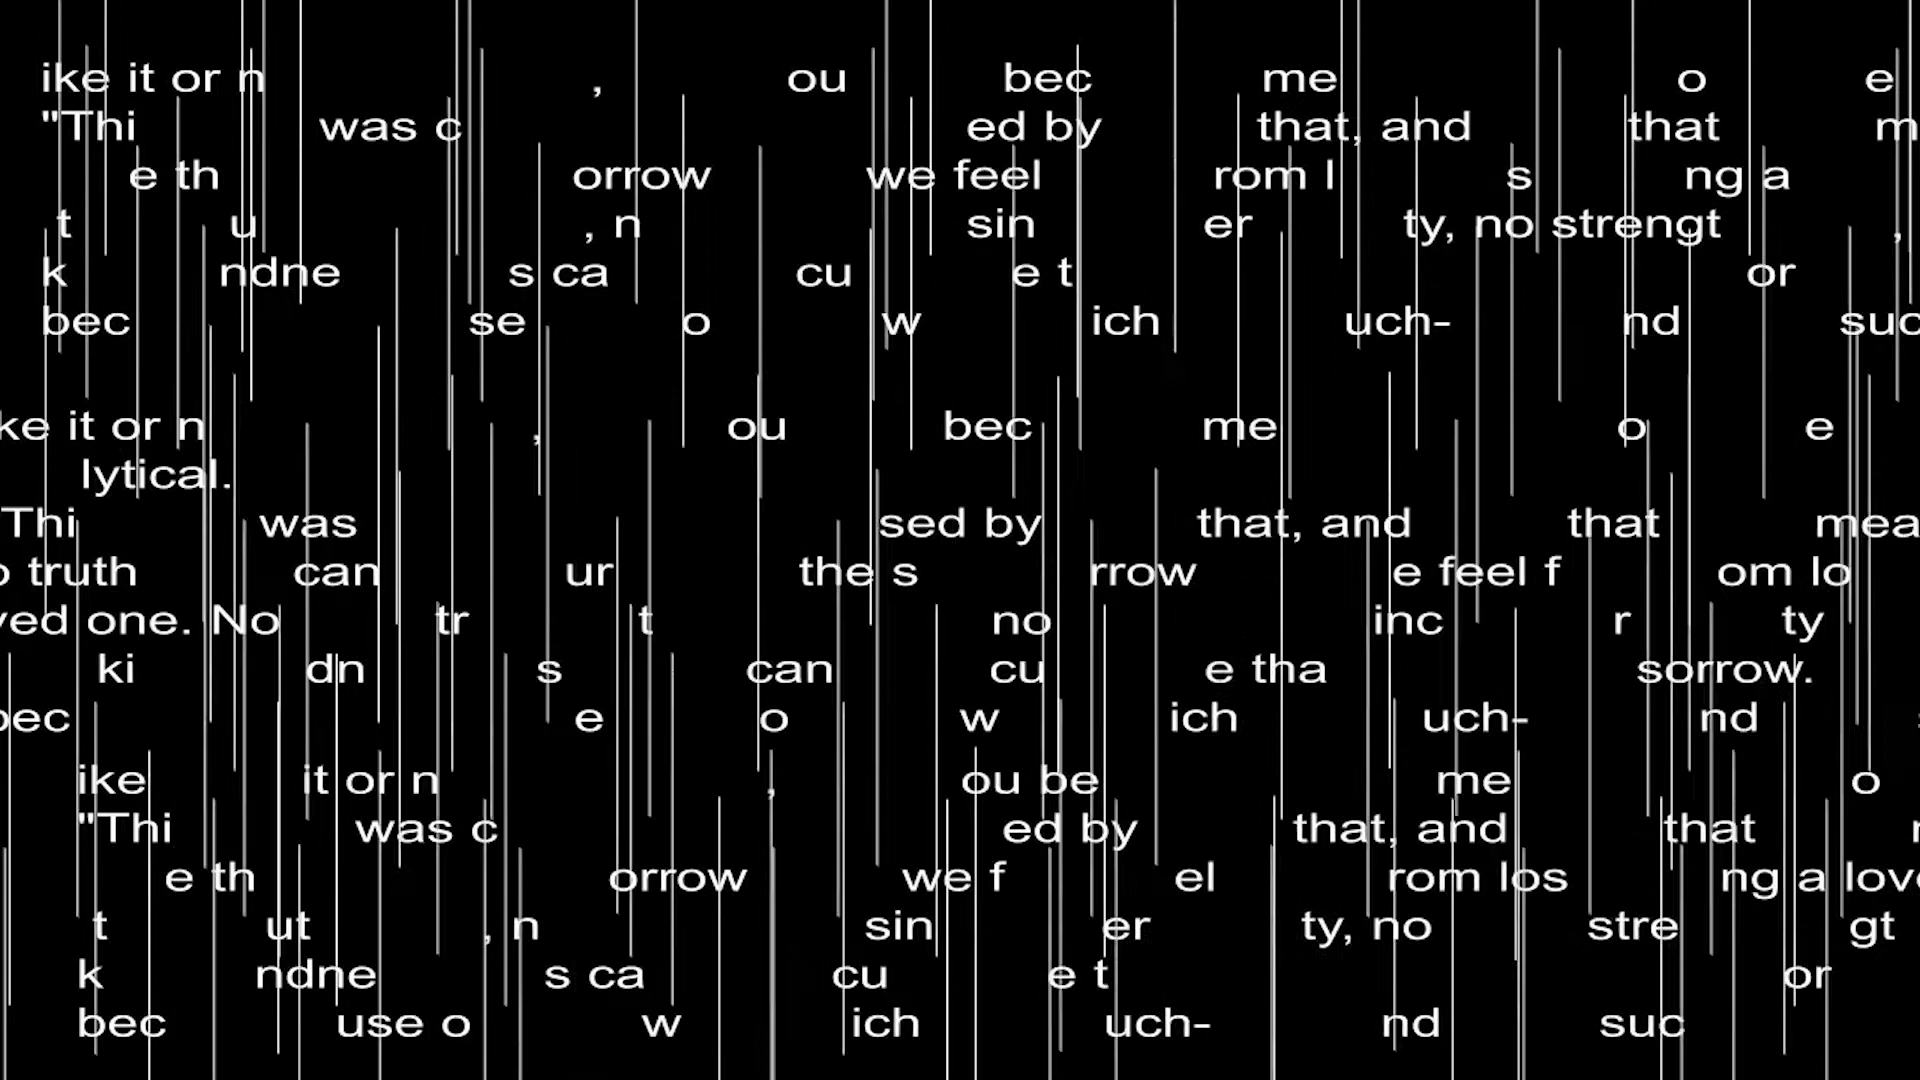 ike it or n , ou bec me o e
"Thi was c ed by that, and that m
e th orrow we feel rom l s ng a
t u , n sin er ty, no strengt ,
k ndne s ca cu e t or
bec se o w ich uch- nd suc
ke it or n , ou bec me o e
lytical.
Thi was sed by that, and that mea
o truth can ur the s rrow e feel f om lo
ved one. No tr t no inc r ty
ki dn s can cu e tha sorrow.
bec e o w ich uch- nd
ike it or n , ou be me o
"Thi was c ed by that, and that
e th orrow we f el rom los ng a love
t ut , n sin er ty, no stre gt
k ndne s ca cu e t or
bec use o w ich uch- nd suc